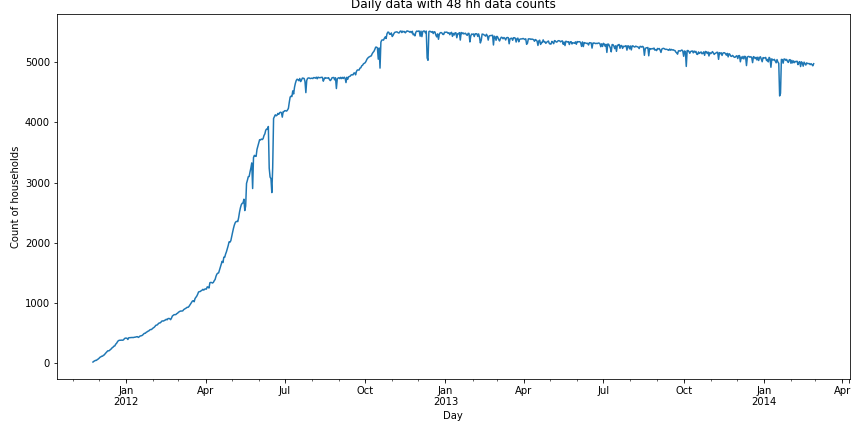 Daily data with 48 hh data counts
Count of households
5000
4000
3000
2000
1000
0
Jan
2012
Apr
Jul
Oct
Jan
2013
Apr
Jul
Oct
Jan
2014
Apr
Day